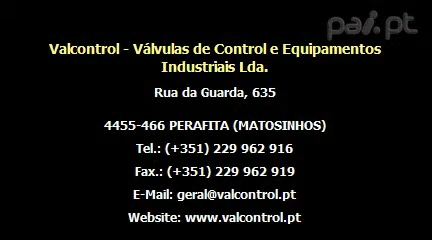 pai.pt
Valcontrol - Válvulas de Control e Equipamentos
Industriais Lda.
Rua da Guarda, 635
4455-466 PERAFITA (MATOSINHOS)
Tel.: (+351) 229 962 916
Fax.: (+351) 229 962 919
E-Mail: geral@valcontrol.pt
Website: www.valcontrol.pt